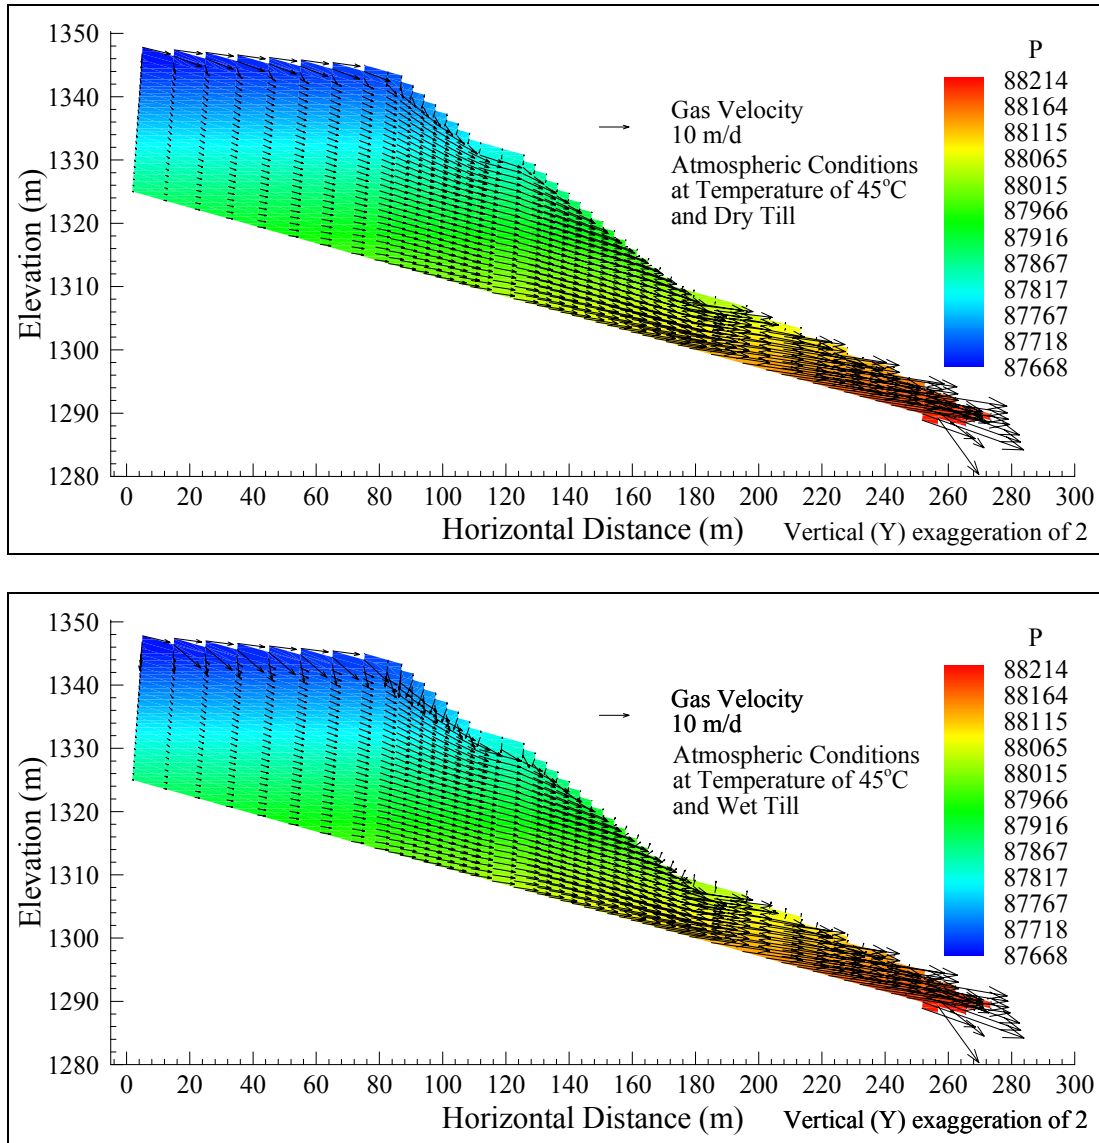 1350
1340
1330
1320
1310
1300
1290
1280
Elevation (m)
P
88214
88164
88115
88065
88015
87966
87916
87867
87817
87767
87718
87668
Gas Velocity
10 m/d
Atmospheric Conditions
at Temperature of 45°C
and Dry Till
0 20 40 60 80 100 120 140 160 180 200 220 240 260 280 300
Horizontal Distance (m)
Vertical (Y) exaggeration of 2
1350
1340
1330
1320
1310
1300
1290
1280
Elevation (m)
P
88214
88164
88115
88065
88015
87966
87916
87867
87817
87767
87718
87668
Gas Velocity
10 m/d
Atmospheric Conditions
at Temperature of 45°C
and Wet Till
0 20 40 60 80 100 120 140 160 180 200 220 240 260 280 300
Horizontal Distance (m)
Vertical (Y) exaggeration of 2